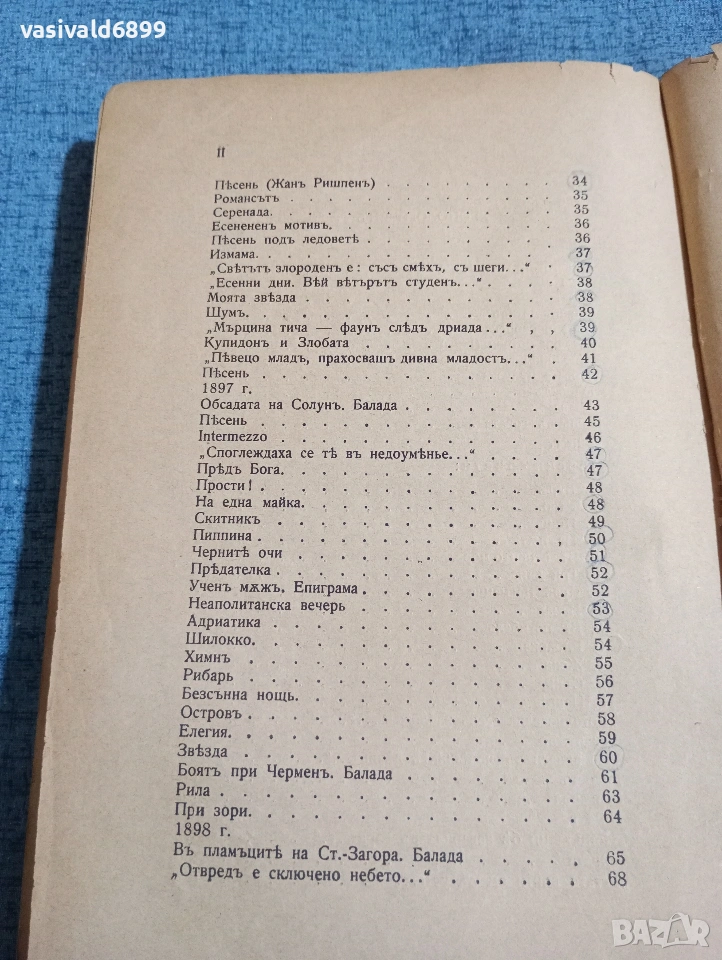 vasivald6899
II
Пѣсень (Жанъ Ришпенъ) . . . . . . . 34
Романсътъ . . . . . . . . . . . 35
Серенада. . . . . . . . . . . . 35
Есененъ мотивъ. . . . . . . . . 36
Пѣсень подъ ледоветѣ . . . . . . . . 36
Измама. . . . . . . . . . . . . 37
„Свѣтътъ злороденъ е : съсъ смѣхъ, съ шеги...“ . 37
„Есенни дни. Вѣй вѣтърътъ студенъ...“ . . . 38
Моята звѣзда . . . . . . . . . . 38
Шумъ. . . . . . . . . . . . . 39
„Мърцина тича — фаунъ слѣдъ дриада...“ , , 39
Купидонъ и Злобата . . . . . . . . 40
„Пѣвецо младъ, прахосвашъ дивна младость...“ . 41
Пѣсень . . . . . . . . . . . . 42
1897 г.
Обсадата на Солунъ. Балада . . . . . . . 43
Пѣсень . . . . . . . . . . . . 45
Intermezzo . . . . . . . . . . . 46
„Споглеждаха се тѣ въ недоумѣнье...“ . . . . 47
Прѣдъ Бога. . . . . . . . . . . 47
Прости! . . . . . . . . . . . . 48
На една майка. . . . . . . . . . 48
Скитникъ . . . . . . . . . . . 49
Пиппина . . . . . . . . . . . . 50
Чернитѣ очи . . . . . . . . . . 51
Прѣдателка . . . . . . . . . . . 52
Ученъ мѫжъ. Епиграма . . . . . . . . 52
Неаполитанска вечерь . . . . . . . . 53
Адриатика . . . . . . . . . . . 54
Шилокко. . . . . . . . . . . . 54
Химнъ . . . . . . . . . . . . 55
Рибарь . . . . . . . . . . . . 56
Безсънна нощь. . . . . . . . . . 57
Островъ . . . . . . . . . . . . 58
Елегия. . . . . . . . . . . . . 59
Звѣзда . . . . . . . . . . . . 60
Боятъ при Черменъ. Балада . . . . . . . 61
Рила . . . . . . . . . . . . . 63
При зори. . . . . . . . . . . . 64
1898 г.
Въ пламъцитѣ на Ст.-Загора. Балада . . . . . 65
„Отвредъ е сключено небето...“ . . . . . . 68
BAZAR